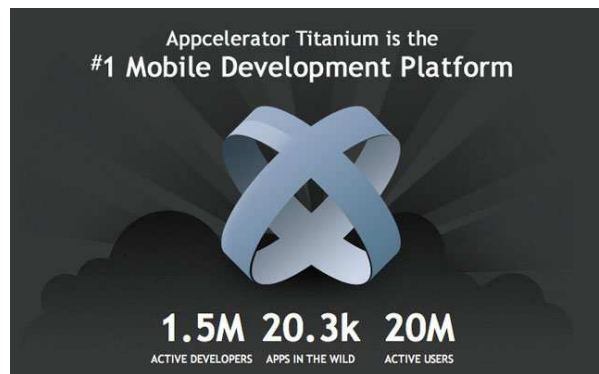 Appcelerator Titanium is the
#1 Mobile Development Platform
1.5M 20.3k 20M
ACTIVE DEVELOPERS APPS IN THE WILD ACTIVE USERS